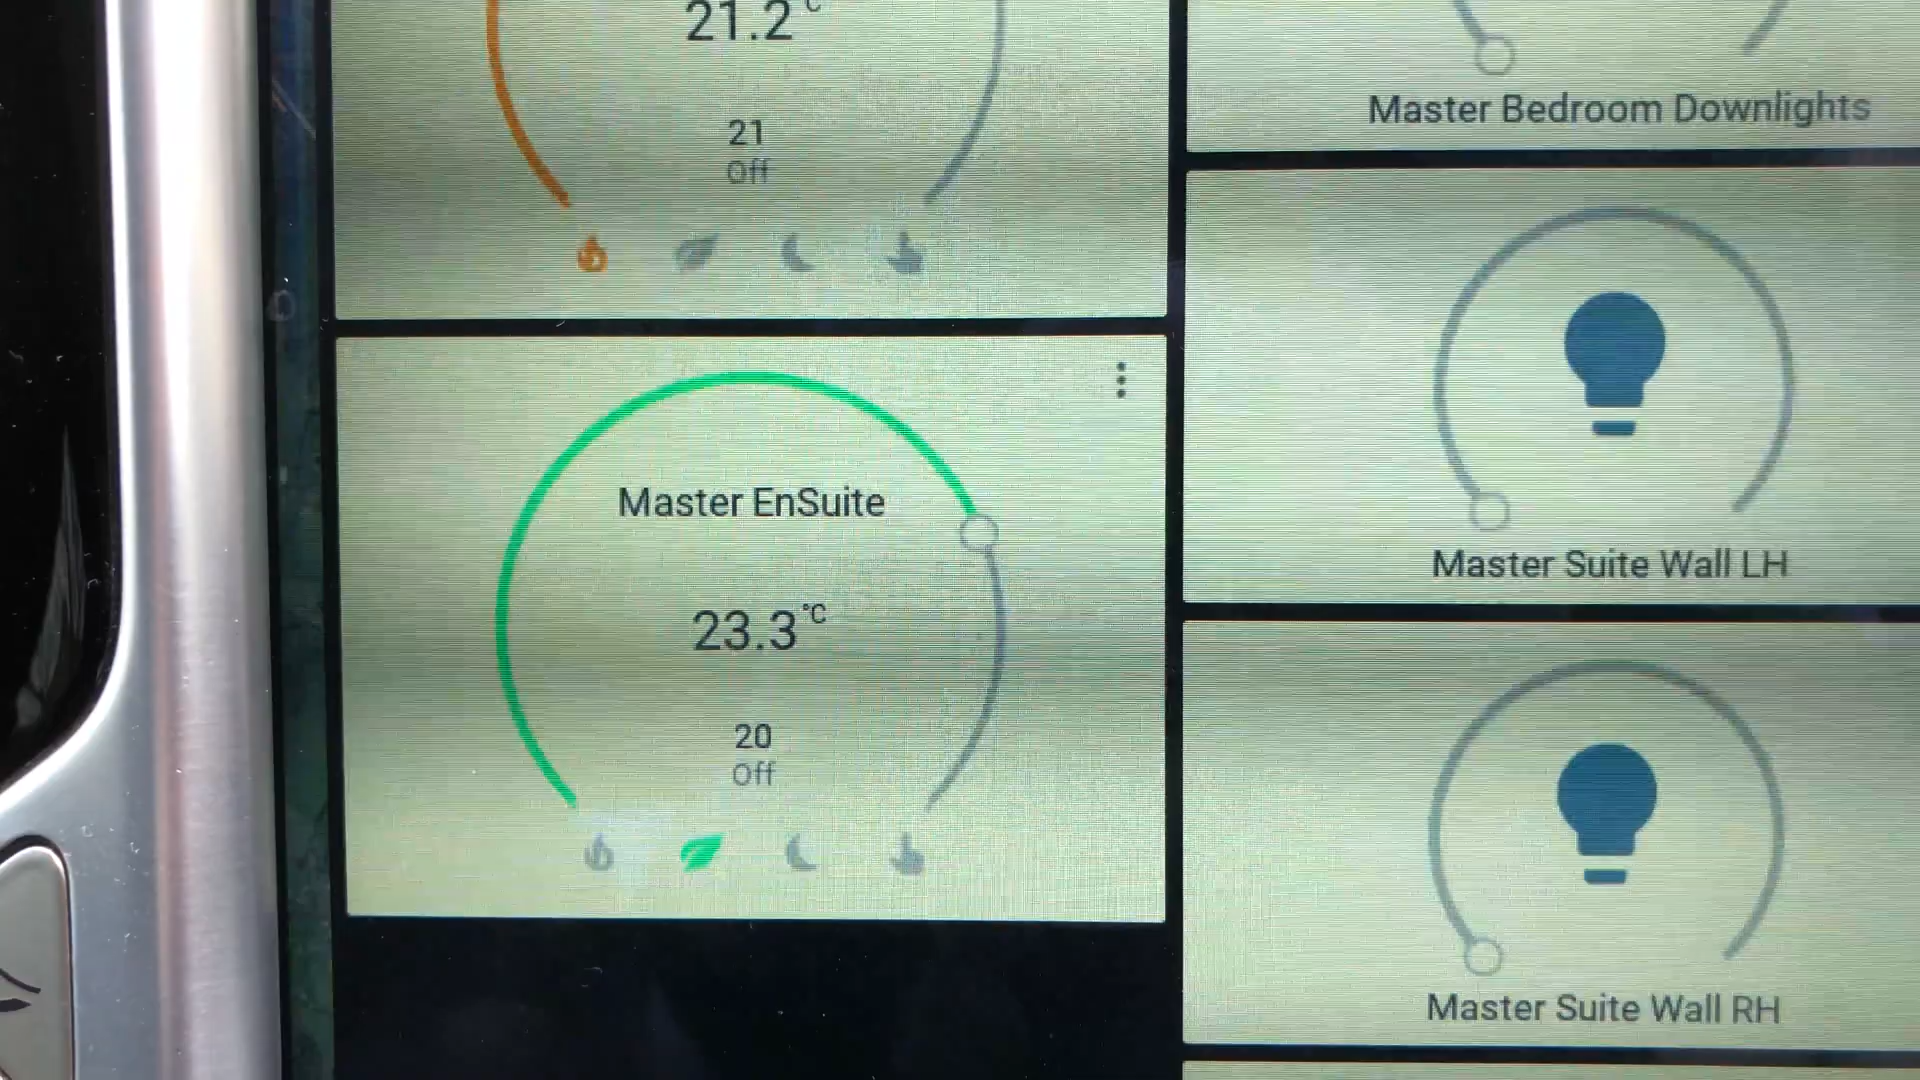 21.2 °C
21
Off
Master EnSuite
23.3 °C
20
Off
Master Bedroom Downlights
Master Suite Wall LH
Master Suite Wall RH